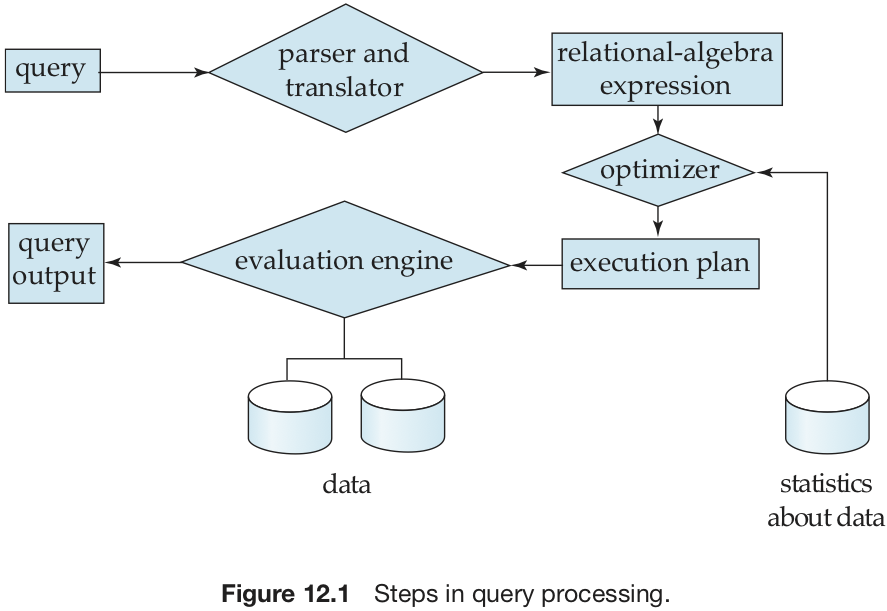 query
parser and
translator
relational-algebra
expression
optimizer
query
output
evaluation engine
execution plan
data
statistics
about data
Figure 12.1 Steps in query processing.